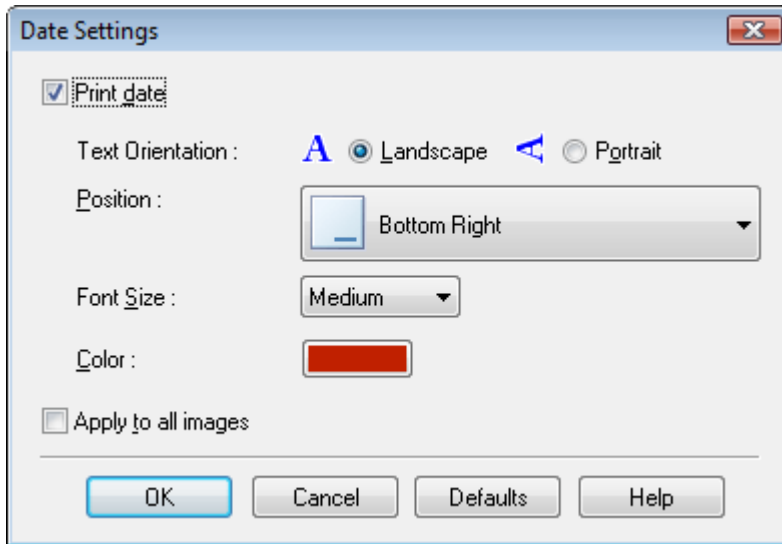 Date Settings
Print date
Text Orientation : A Landscape A Portrait
Position : Bottom Right
Font Size : Medium
Color :
Apply to all images
OK Cancel Defaults Help